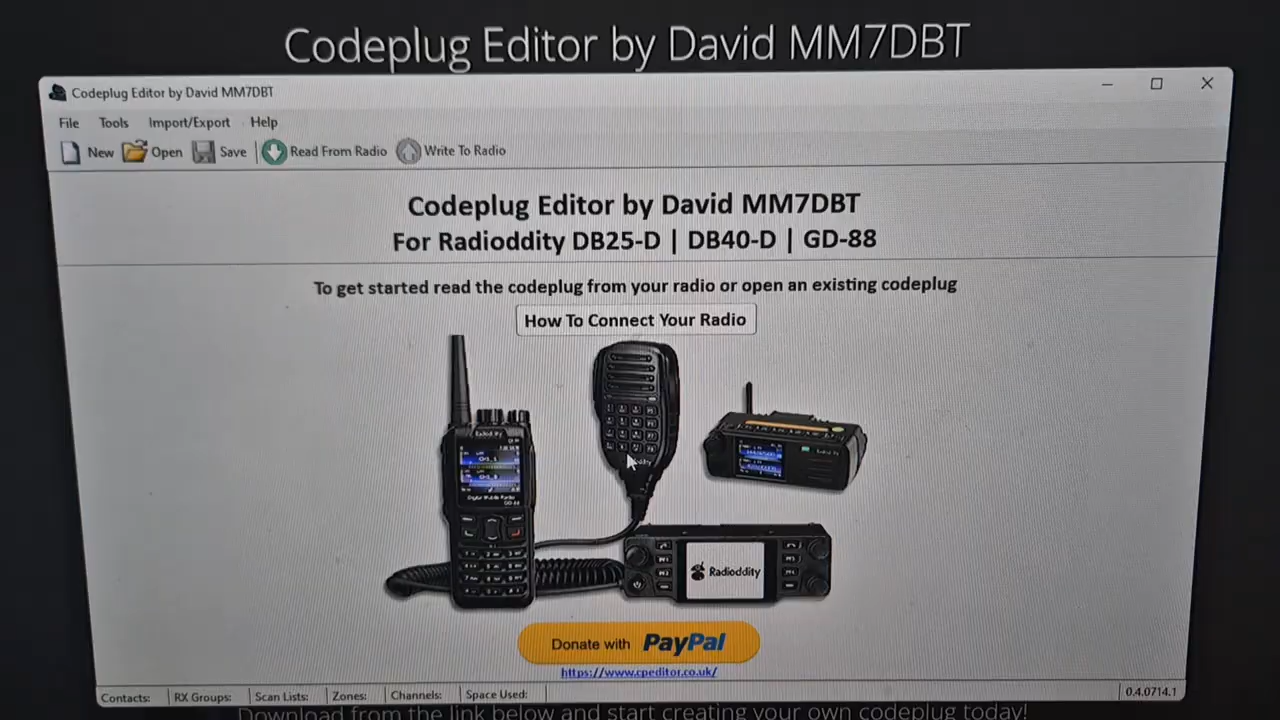 Codeplug Editor by David MM7DBT
Codeplug Editor by David MM7DBT
File Tools Import/Export Help
New Open Save Read From Radio Write To Radio
Codeplug Editor by David MM7DBT
For Radioddity DB25-D | DB40-D | GD-88
To get started read the codeplug from your radio or open an existing codeplug
How To Connect Your Radio
Radioddity
Donate with PayPal
https://www.cpeditor.co.uk/
Contacts: RX Groups: Scan Lists: Zones: Channels: Space Used: 0.4.0714.1
Download from the link below and start creating your own codeplug today!